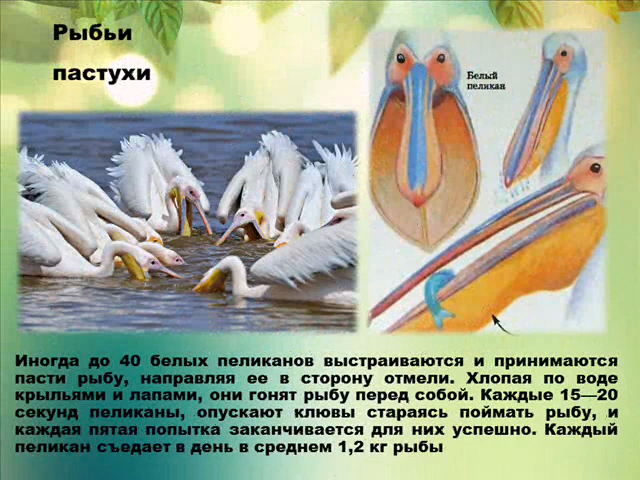 Рыбьи
пастухи
Белый
пеликан
Иногда до 40 белых пеликанов выстраиваются и принимаются
пасти рыбу, направляя ее в сторону отмели. Хлопая по воде
крыльями и лапами, они гонят рыбу перед собой. Каждые 15—20
секунд пеликаны, опускают клювы стараясь поймать рыбу, и
каждая пятая попытка заканчивается для них успешно. Каждый
пеликан съедает в день в среднем 1,2 кг рыбы